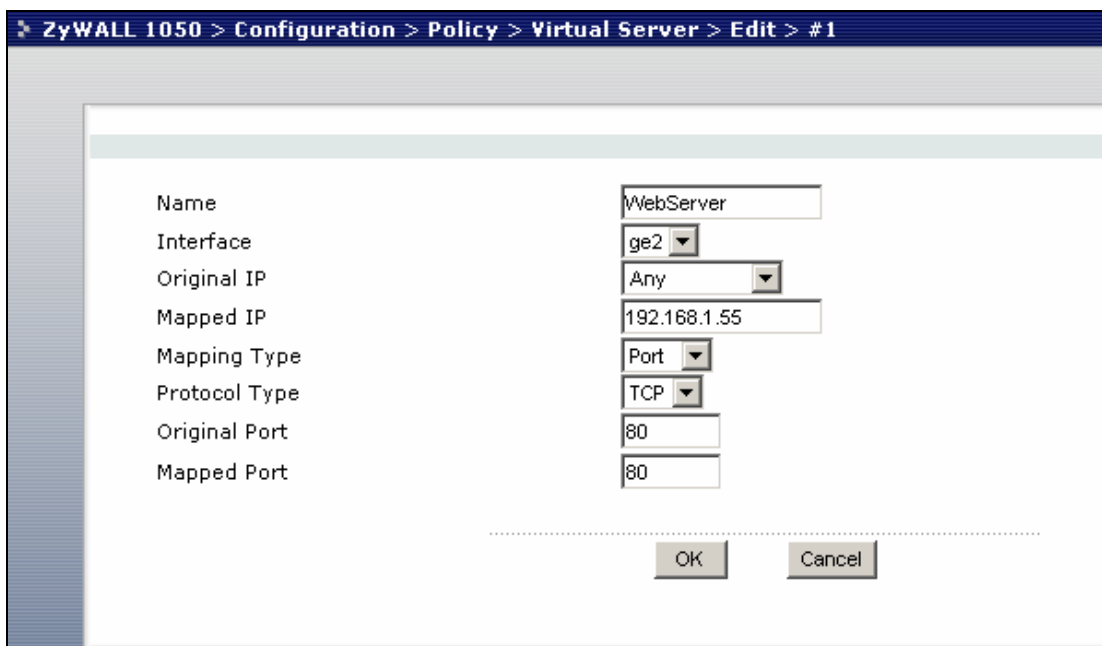 ZyWALL 1050 > Configuration > Policy > Virtual Server > Edit > #1
Name WebServer
Interface ge2
Original IP Any
Mapped IP 192.168.1.55
Mapping Type Port
Protocol Type TCP
Original Port 80
Mapped Port 80
OK Cancel